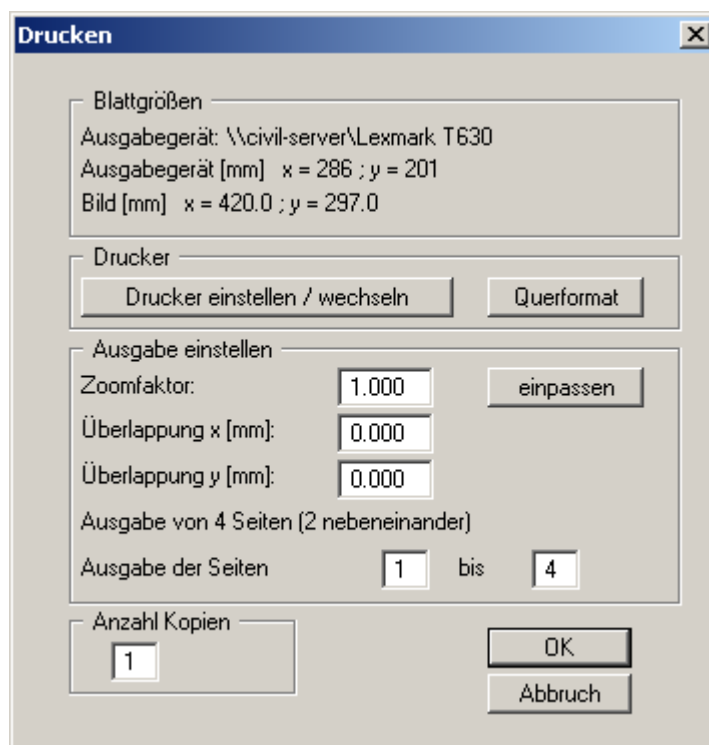 Drucken
Blattgrößen
Ausgabegerät: \\civil-server\Lexmark T630
Ausgabegerät [mm] x = 286 ; y = 201
Bild [mm] x = 420.0 ; y = 297.0
Drucker
Drucker einstellen / wechseln Querformat
Ausgabe einstellen
Zoomfaktor: 1.000 einpassen
Überlappung x [mm]: 0.000
Überlappung y [mm]: 0.000
Ausgabe von 4 Seiten (2 nebeneinander)
Ausgabe der Seiten 1 bis 4
Anzahl Kopien
1
OK
Abbruch